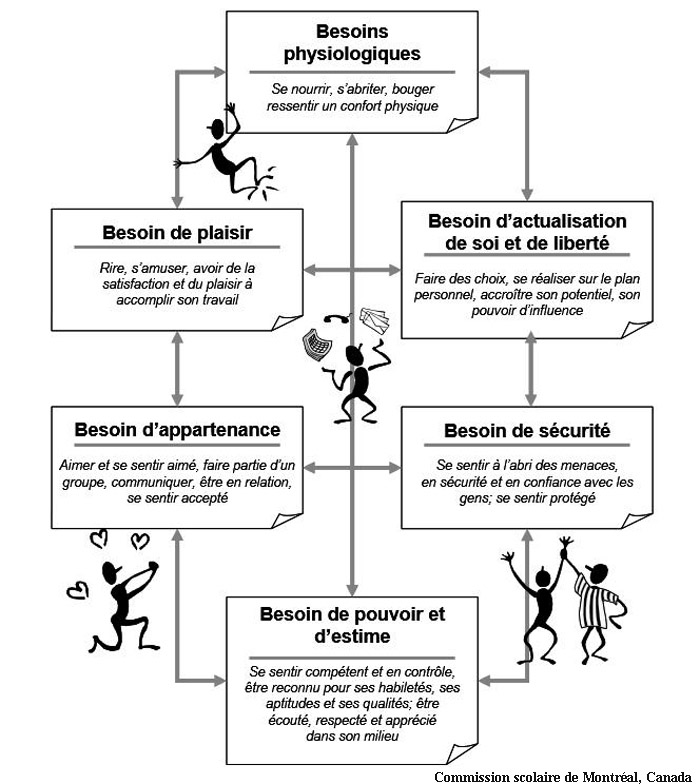 Besoins
physiologiques
Se nourrir, s'abriter, bouger
ressentir un confort physique
Besoin de plaisir
Rire, s'amuser, avoir de la
satisfaction et du plaisir à
accomplir son travail
Besoin d'actualisation
de soi et de liberté
Faire des choix, se réaliser sur le plan
personnel, accroître son potentiel, son
pouvoir d'influence
Besoin d'appartenance
Aimer et se sentir aimé, faire partie d'un
groupe, communiquer, être en relation,
se sentir accepté
Besoin de sécurité
Se sentir à l'abri des menaces,
en sécurité et en confiance avec les
gens; se sentir protégé
Besoin de pouvoir et
d'estime
Se sentir compétent et en contrôle,
être reconnu pour ses habiletés, ses
aptitudes et ses qualités; être
écouté, respecté et apprécié
dans son milieu
Commission scolaire de Montréal, Canada